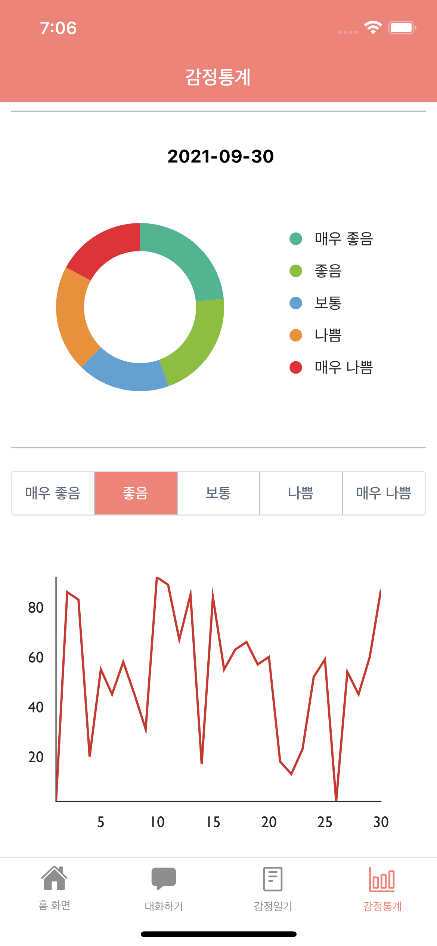 7:06
감정통계
2021-09-30
매우 좋음
좋음
보통
나쁨
매우 나쁨
매우 좋음 좋음 보통 나쁨 매우 나쁨
80
60
40
20
5 10 15 20 25 30
홈 화면 대화하기 감정일기 감정통계